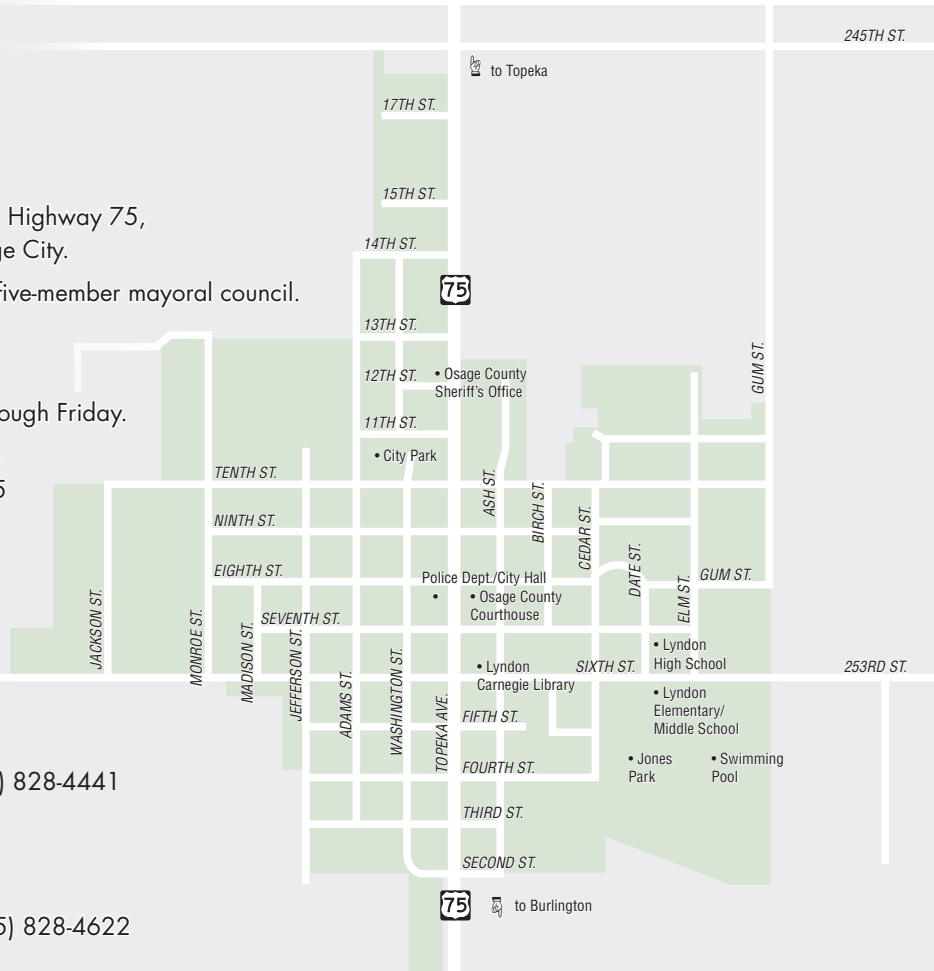 245TH ST.
to Topeka
17TH ST.
15TH ST.
Highway 75,
ge City.
14TH ST.
75
five-member mayoral council.
13TH ST.
GUM ST.
12TH ST.
• Osage County
Sheriff's Office
ough Friday.
11TH ST.
• City Park
TENTH ST.
5
ASH ST.
BIRCH ST.
NINTH ST.
CEDAR ST.
DATE ST.
EIGHTH ST.
Police Dept./City Hall
•
• Osage County
Courthouse
ELM ST.
GUM ST.
JACKSON ST.
MONROE ST.
MADISON ST.
SEVENTH ST.
JEFFERSON ST.
ADAMS ST.
WASHINGTON ST.
TOPEKA AVE.
• Lyndon
High School
• Lyndon
Carnegie Library
SIXTH ST.
253RD ST.
• Lyndon
Elementary/
Middle School
FIFTH ST.
• Jones
Park
• Swimming
Pool
FOURTH ST.
) 828-4441
THIRD ST.
SECOND ST.
75
to Burlington
5) 828-4622